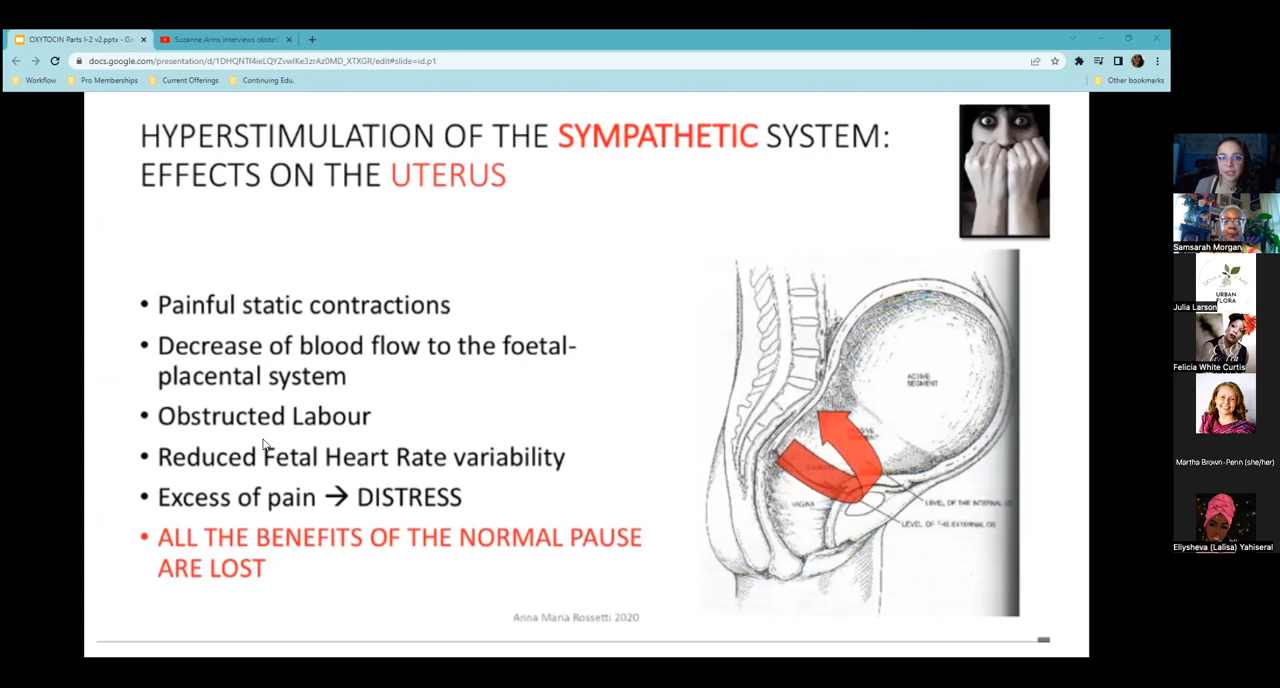 OXYTOCIN Parts I-2 v2.pptx - Go
Suzanne Arms interviews obstet
docs.google.com/presentation/d/1DHQNTf4ieLQYZvwIKe3zrAz0MD_XTXGR/edit#slide=id.p1
Workflow
Pro Memberships
Current Offerings
Continuing Edu.
Other bookmarks
HYPERSTIMULATION OF THE SYMPATHETIC SYSTEM:
EFFECTS ON THE UTERUS
• Painful static contractions
• Decrease of blood flow to the foetal-
placental system
• Obstructed Labour
• Reduced Fetal Heart Rate variability
• Excess of pain → DISTRESS
• ALL THE BENEFITS OF THE NORMAL PAUSE
ARE LOST
ACTIVE
SEGMENT
VAGINA
LEVEL OF THE INTERNAL OS
LEVEL OF THE EXTERNAL OS
Anna Maria Rossetti 2020
Samsarah Morgan
URBAN
FLORA
Julia Larson
Felicia White Curtis
Martha Brown-Penn (she/her)
Eliysheva (Lalisa) Yahiseral